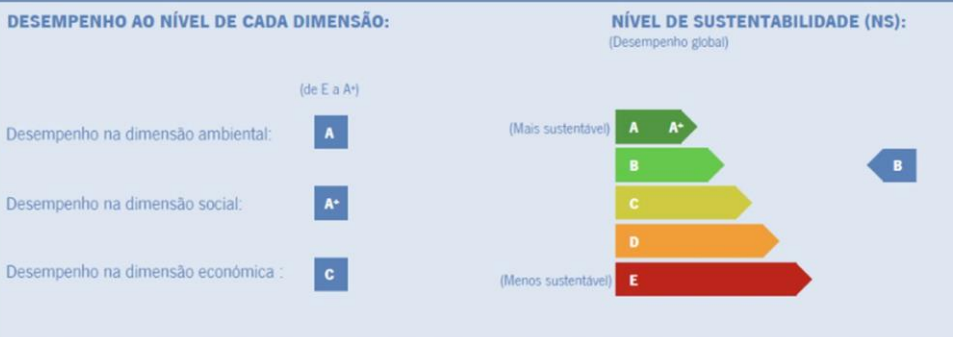 DESEMPENHO AO NÍVEL DE CADA DIMENSÃO:
(de E a A+)
Desempenho na dimensão ambiental: A
Desempenho na dimensão social: A+
Desempenho na dimensão económica : C
NÍVEL DE SUSTENTABILIDADE (NS):
(Desempenho global)
(Mais sustentável) A A+
B B
C
D
(Menos sustentável) E